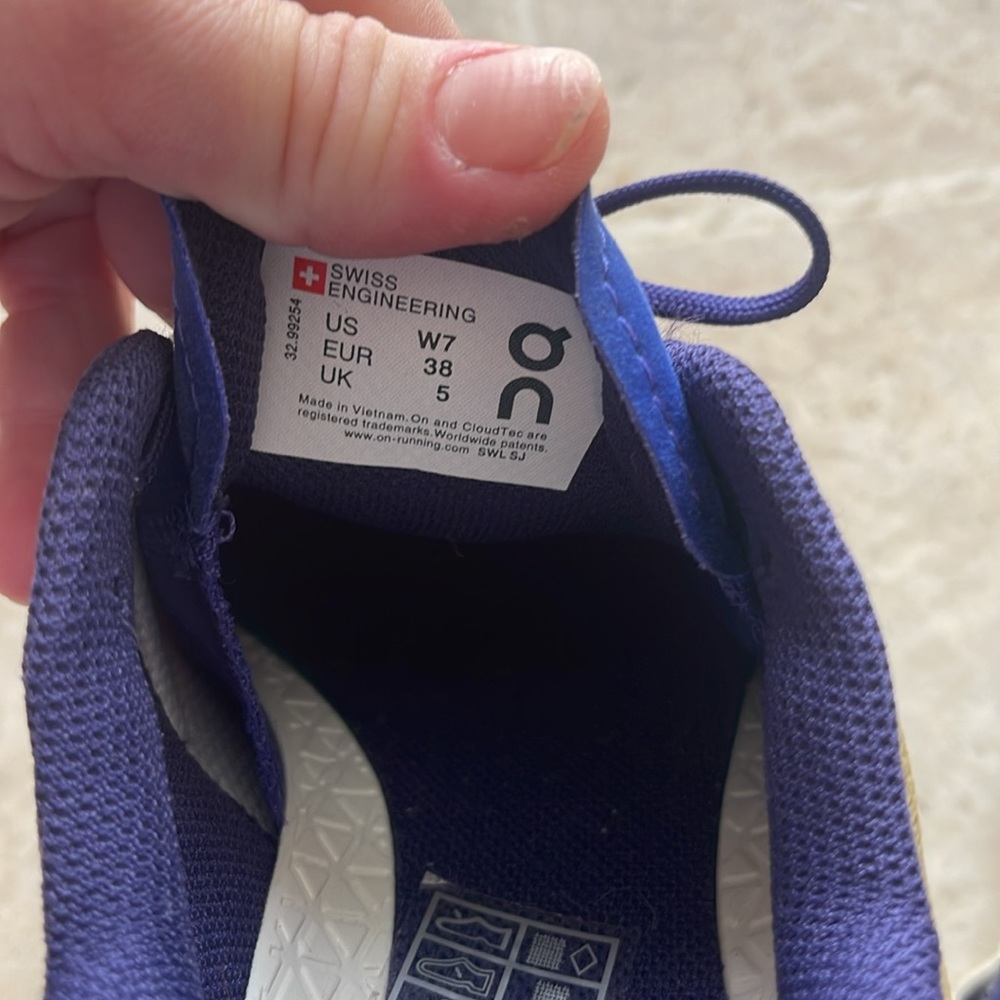 SWISS
ENGINEERING
32.99254
US W7
EUR 38
UK 5
On
Made in Vietnam. On and CloudTec are
registered trademarks. Worldwide patents.
www.on-running.com SWL SJ